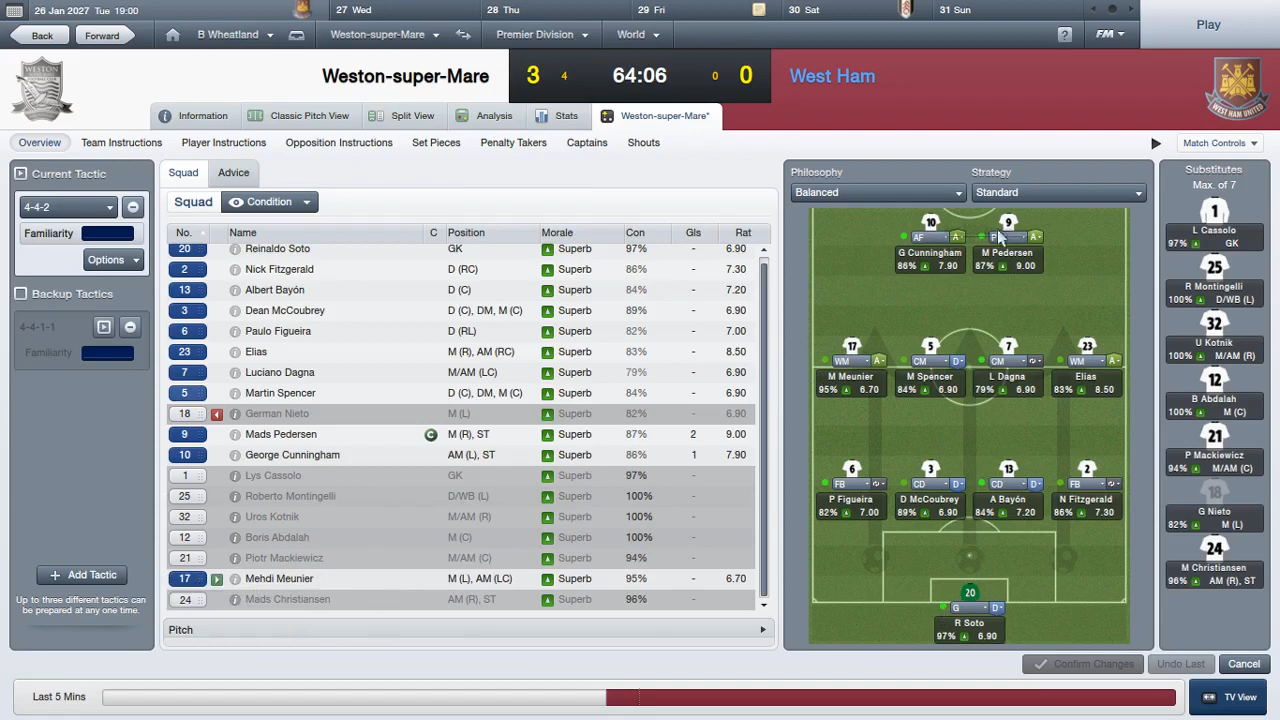 26 Jan 2027 Tue 19:00 27 Wed 28 Thu 29 Fri 30 Sat 31 Sun
Back Forward B Wheatland Weston-super-Mare Premier Division World ? FM Play
Weston-super-Mare 3 4 64:06 0 0 West Ham
Information Classic Pitch View Split View Analysis Stats Weston-super-Mare*
Overview Team Instructions Player Instructions Opposition Instructions Set Pieces Penalty Takers Captains Shouts Match Controls
Current Tactic
4-4-2
Familiarity
Options
Backup Tactics
4-4-1-1
Familiarity
Add Tactic
Up to three different tactics can
be prepared at any one time.
Squad Advice
Squad Condition
No. Name C Position Morale Con Gls Rat
20 Reinaldo Soto GK Superb 97% - 6.90
2 Nick Fitzgerald D (RC) Superb 86% - 7.30
13 Albert Bayón D (C) Superb 84% - 7.20
3 Dean McCoubrey D (C), DM, M (C) Superb 89% - 6.90
6 Paulo Figueira D (RL) Superb 82% - 7.00
23 Elias M (R), AM (RC) Superb 83% - 8.50
7 Luciano Dagna M/AM (LC) Superb 79% - 6.90
5 Martin Spencer D (C), DM, M (C) Superb 84% - 6.90
18 German Nieto M (L) Superb 82% - 6.90
9 Mads Pedersen C M (R), ST Superb 87% 2 9.00
10 George Cunningham AM (L), ST Superb 86% 1 7.90
1 Lys Cassolo GK Superb 97% -
25 Roberto Montingelli D/WB (L) Superb 100% -
32 Uros Kotnik M/AM (R) Superb 100% -
12 Boris Abdalah M (C) Superb 100% -
21 Piotr Mackiewicz M/AM (C) Superb 94% -
17 Mehdi Meunier M (L), AM (LC) Superb 95% - 6.70
24 Mads Christiansen AM (R), ST Superb 96% -
Pitch
Philosophy Strategy
Balanced Standard
10 9
AF A P A
G Cunningham M Pedersen
86% 7.90 87% 9.00
17 5 7 23
WM A CM D CM WM A
M Meunier M Spencer L Dagna Elias
95% 6.70 84% 6.90 79% 6.90 83% 8.50
6 3 13 2
FB CD D CD D FB
P Figueira D McCoubrey A Bayón N Fitzgerald
82% 7.00 89% 6.90 84% 7.20 86% 7.30
20
G D
R Soto
97% 6.90
Substitutes
Max. of 7
1
L Cassolo
97% GK
25
R Montingelli
100% D/WB (L)
32
U Kotnik
100% M/AM (R)
12
B Abdalah
100% M (C)
21
P Mackiewicz
94% M/AM (C)
18
G Nieto
82% M (L)
24
M Christiansen
96% AM (R), ST
Confirm Changes Undo Last Cancel
Last 5 Mins TV View